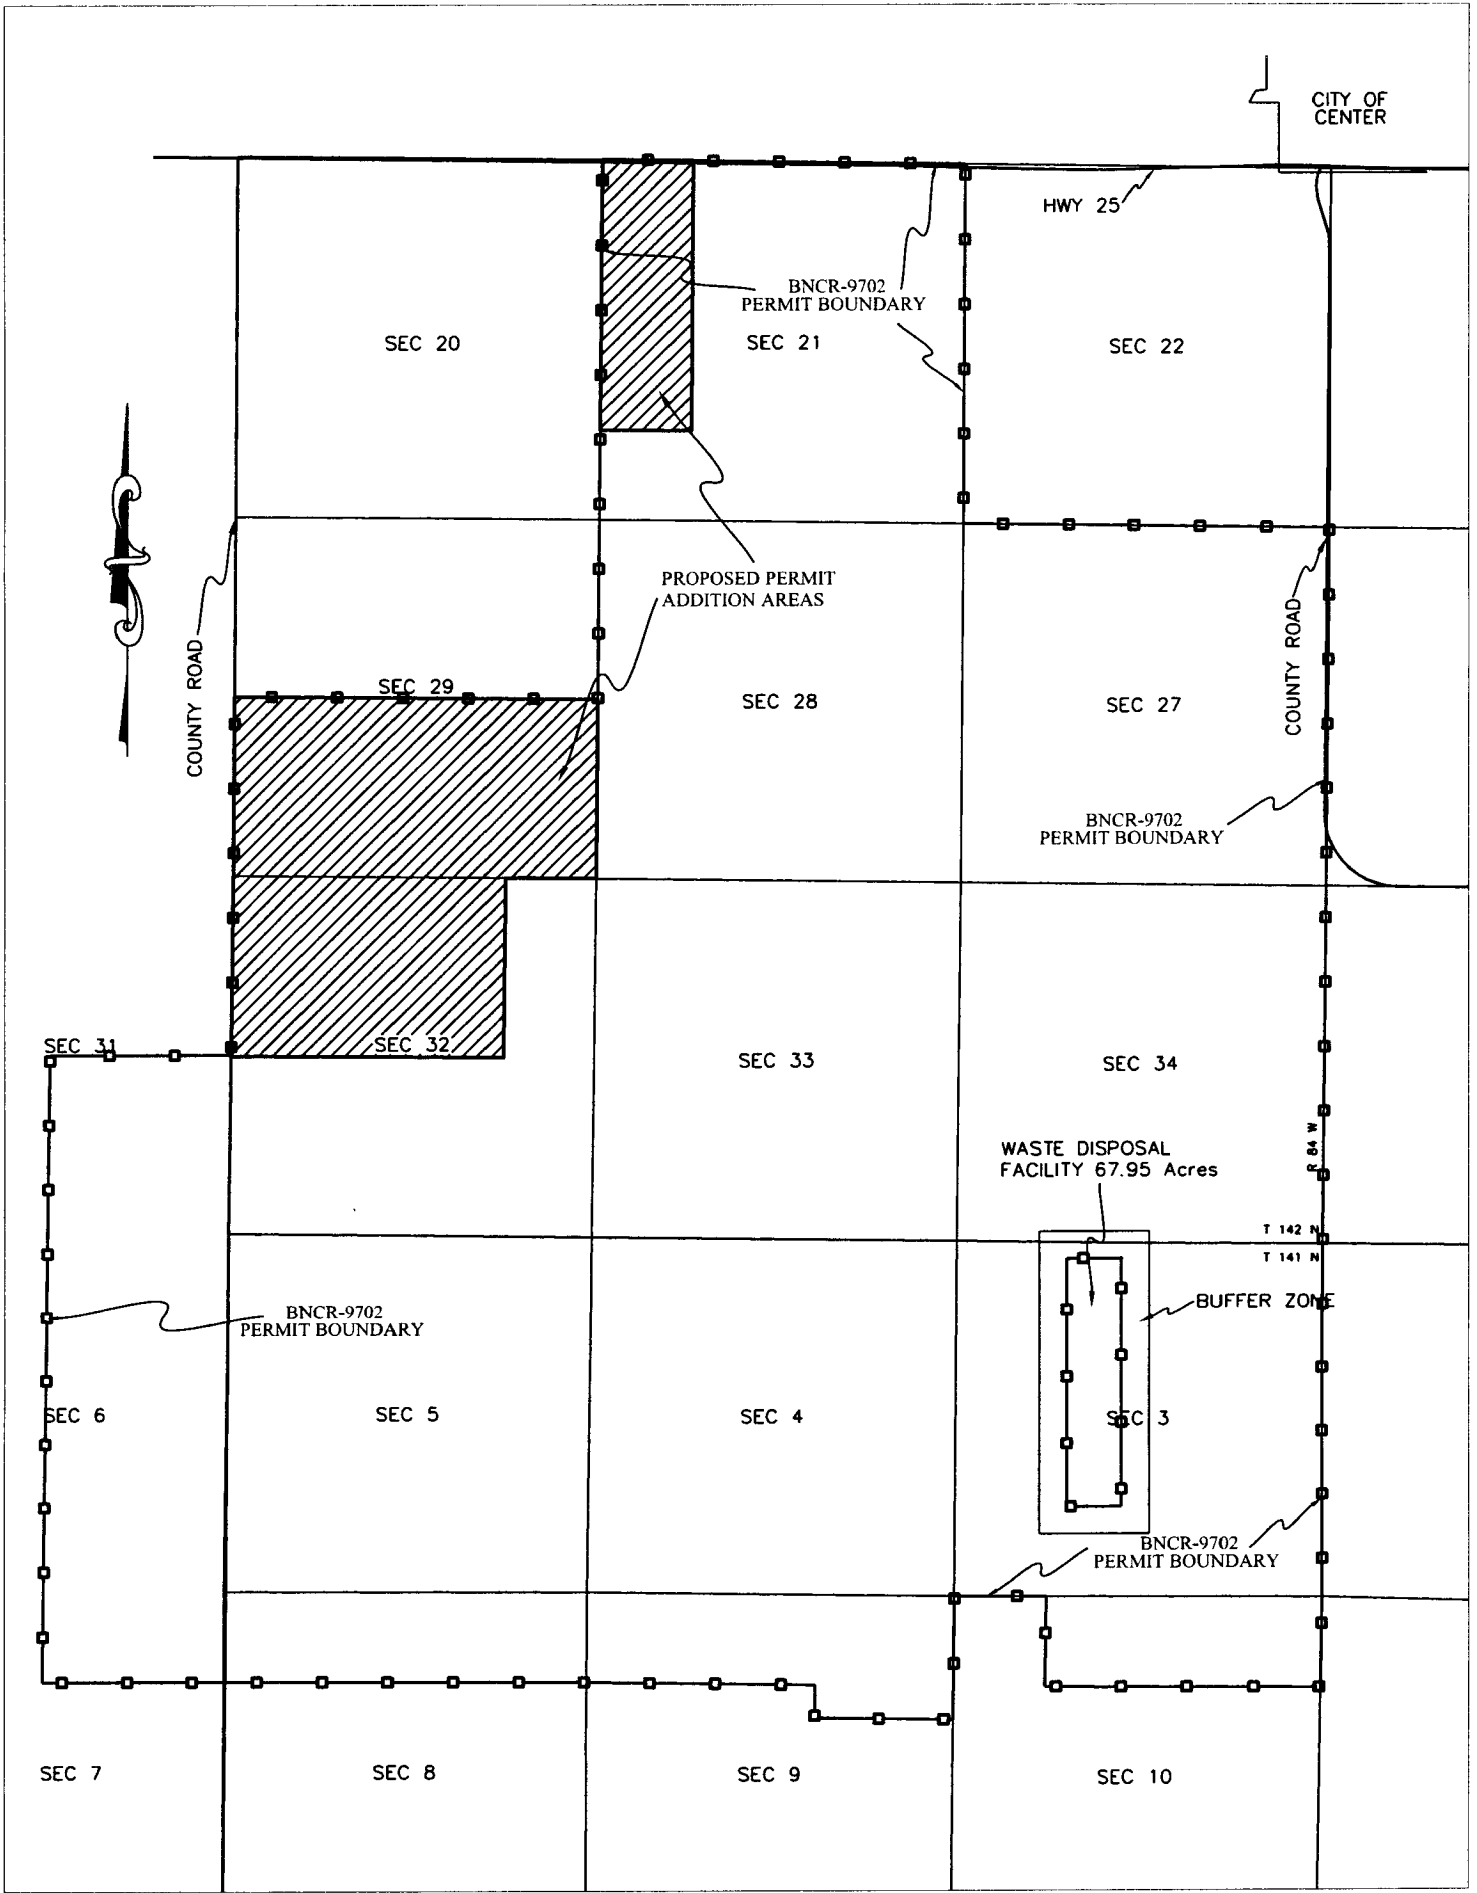 CITY OF
CENTER
HWY 25
BNCR-9702
PERMIT BOUNDARY
SEC 20
SEC 21
SEC 22
PROPOSED PERMIT
ADDITION AREAS
COUNTY ROAD
COUNTY ROAD
SEC 29
SEC 28
SEC 27
BNCR-9702
PERMIT BOUNDARY
SEC 31
SEC 32
SEC 33
SEC 34
R 84 W
WASTE DISPOSAL
FACILITY 67.95 Acres
T 142 N
T 141 N
BUFFER ZONE
BNCR-9702
PERMIT BOUNDARY
SEC 6
SEC 5
SEC 4
SEC 3
BNCR-9702
PERMIT BOUNDARY
SEC 7
SEC 8
SEC 9
SEC 10